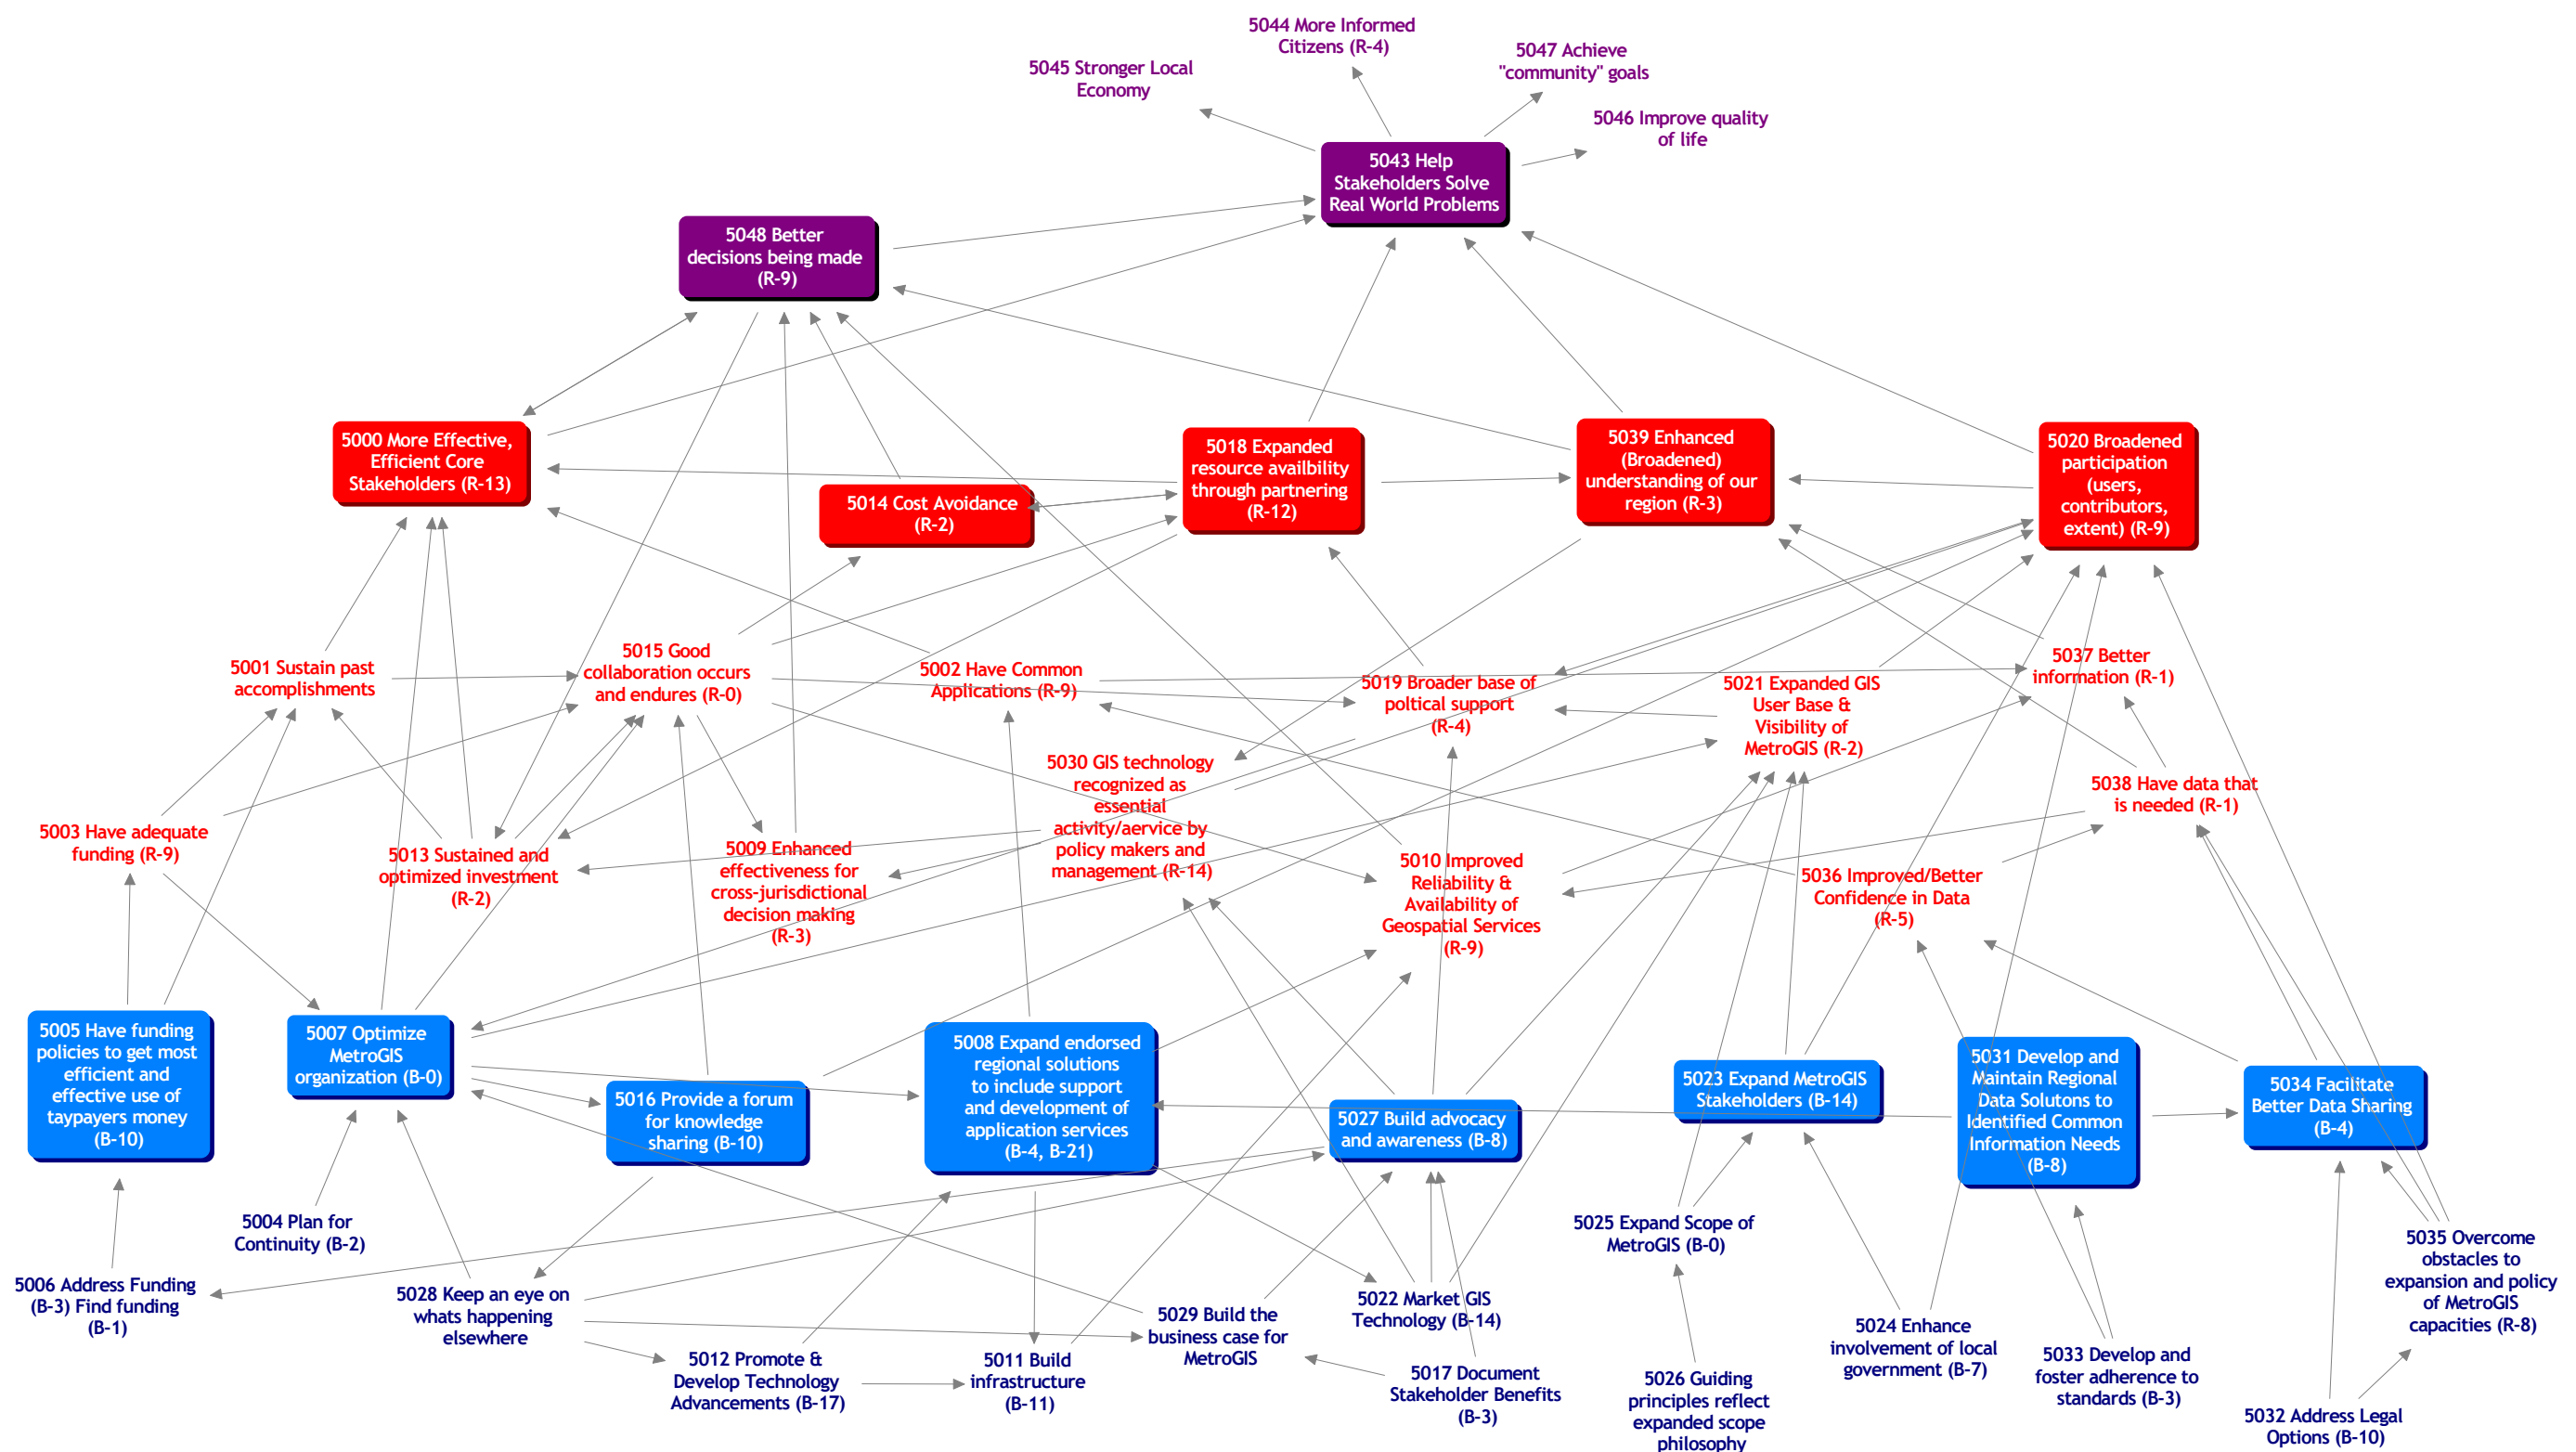 5044 More Informed
Citizens (R-4)
5047 Achieve
"community" goals
5045 Stronger Local
Economy
5046 Improve quality
of life
5043 Help
Stakeholders Solve
Real World Problems
5048 Better
decisions being made
(R-9)
5000 More Effective,
Efficient Core
Stakeholders (R-13)
5014 Cost Avoidance
(R-2)
5018 Expanded
resource availbility
through partnering
(R-12)
5039 Enhanced
(Broadened)
understanding of our
region (R-3)
5020 Broadened
participation
(users,
contributors,
extent) (R-9)
5001 Sustain past
accomplishments
5015 Good
collaboration occurs
and endures (R-0)
5002 Have Common
Applications (R-9)
5019 Broader base of
poltical support
(R-4)
5021 Expanded GIS
User Base &
Visibility of
MetroGIS (R-2)
5037 Better
information (R-1)
5030 GIS technology
recognized as
essential
activity/aervice by
policy makers and
management (R-14)
5038 Have data that
is needed (R-1)
5003 Have adequate
funding (R-9)
5013 Sustained and
optimized investment
(R-2)
5009 Enhanced
effectiveness for
cross-jurisdictional
decision making
(R-3)
5010 Improved
Reliability &
Availability of
Geospatial Services
(R-9)
5036 Improved/Better
Confidence in Data
(R-5)
5005 Have funding
policies to get most
efficient and
effective use of
taypayers money
(B-10)
5007 Optimize
MetroGIS
organization (B-0)
5016 Provide a forum
for knowledge
sharing (B-10)
5008 Expand endorsed
regional solutions
to include support
and development of
application services
(B-4, B-21)
5027 Build advocacy
and awareness (B-8)
5023 Expand MetroGIS
Stakeholders (B-14)
5031 Develop and
Maintain Regional
Data Solutons to
Identified Common
Information Needs
(B-8)
5034 Facilitate
Better Data Sharing
(B-4)
5004 Plan for
Continuity (B-2)
5006 Address Funding
(B-3) Find funding
(B-1)
5028 Keep an eye on
whats happening
elsewhere
5012 Promote &
Develop Technology
Advancements (B-17)
5011 Build
infrastructure
(B-11)
5029 Build the
business case for
MetroGIS
5022 Market GIS
Technology (B-14)
5017 Document
Stakeholder Benefits
(B-3)
5025 Expand Scope of
MetroGIS (B-0)
5026 Guiding
principles reflect
expanded scope
philosophy
5024 Enhance
involvement of local
government (B-7)
5033 Develop and
foster adherence to
standards (B-3)
5035 Overcome
obstacles to
expansion and policy
of MetroGIS
capacities (R-8)
5032 Address Legal
Options (B-10)